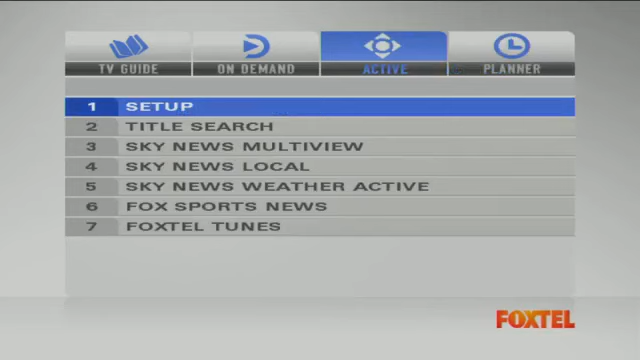 TV GUIDE ON DEMAND ACTIVE PLANNER
1 SETUP
2 TITLE SEARCH
3 SKY NEWS MULTIVIEW
4 SKY NEWS LOCAL
5 SKY NEWS WEATHER ACTIVE
6 FOX SPORTS NEWS
7 FOXTEL TUNES
FOXTEL